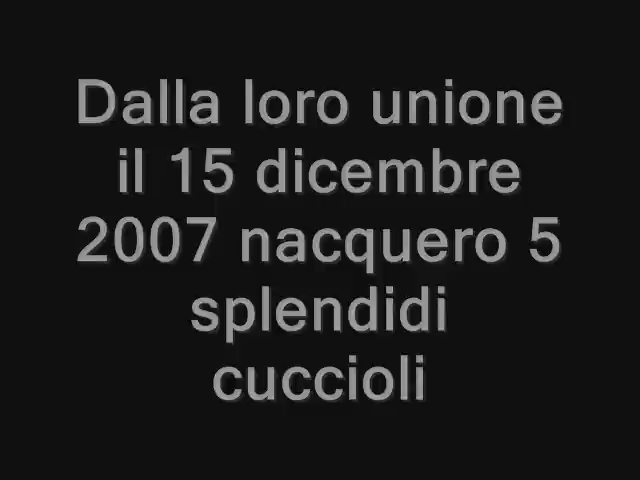 Dalla loro unione
il 15 dicembre
2007 nacquero 5
splendidi
cuccioli